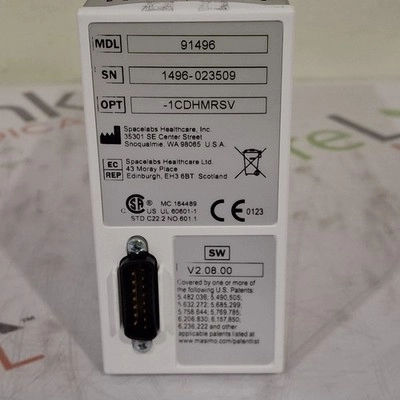 MDL 91496
SN 1496-023509
OPT -1CDHMRSV
Spacelabs Healthcare, Inc.
35301 SE Center Street
Snoqualmie, WA 98065 U.S.A.
EC REP
Spacelabs Healthcare Ltd.
43 Moray Place
Edinburgh, EH3 6BT Scotland
MC 164489
C US UL 60601-1
STD C22.2 NO.601.1
CE 0123
SW
V2.08.00
Covered by one or more of
the following U.S. Patents:
5,482,036; 5,490,505;
5,632,272; 5,685,299;
5,758,644; 5,769,785;
6,206,830; 6,157,850;
6,236,222 and other
applicable patents listed at
www.masimo.com/patentlist